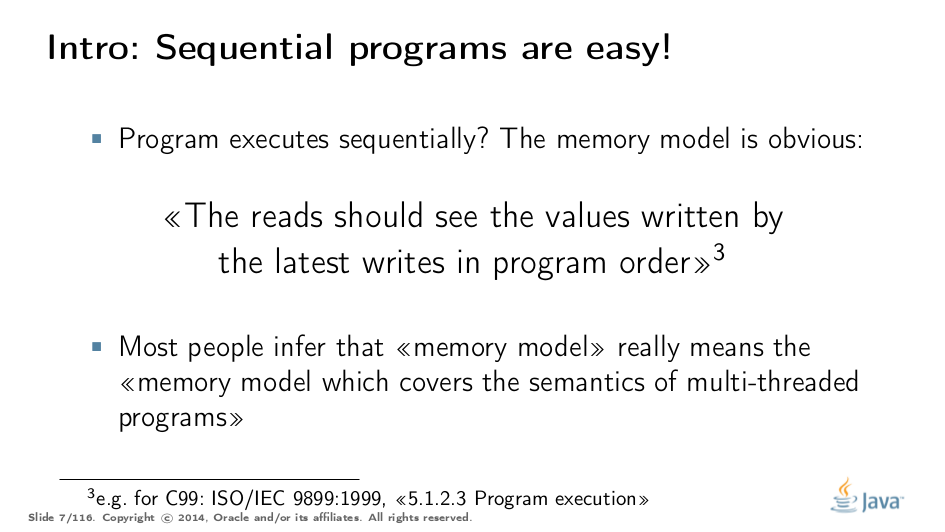 Intro: Sequential programs are easy!
Program executes sequentially? The memory model is obvious:
«The reads should see the values written by
the latest writes in program order»3
Most people infer that «memory model» really means the
«memory model which covers the semantics of multi-threaded
programs»
3e.g. for C99: ISO/IEC 9899:1999, «5.1.2.3 Program execution»
Slide 7/116. Copyright © 2014, Oracle and/or its affiliates. All rights reserved.
Java™